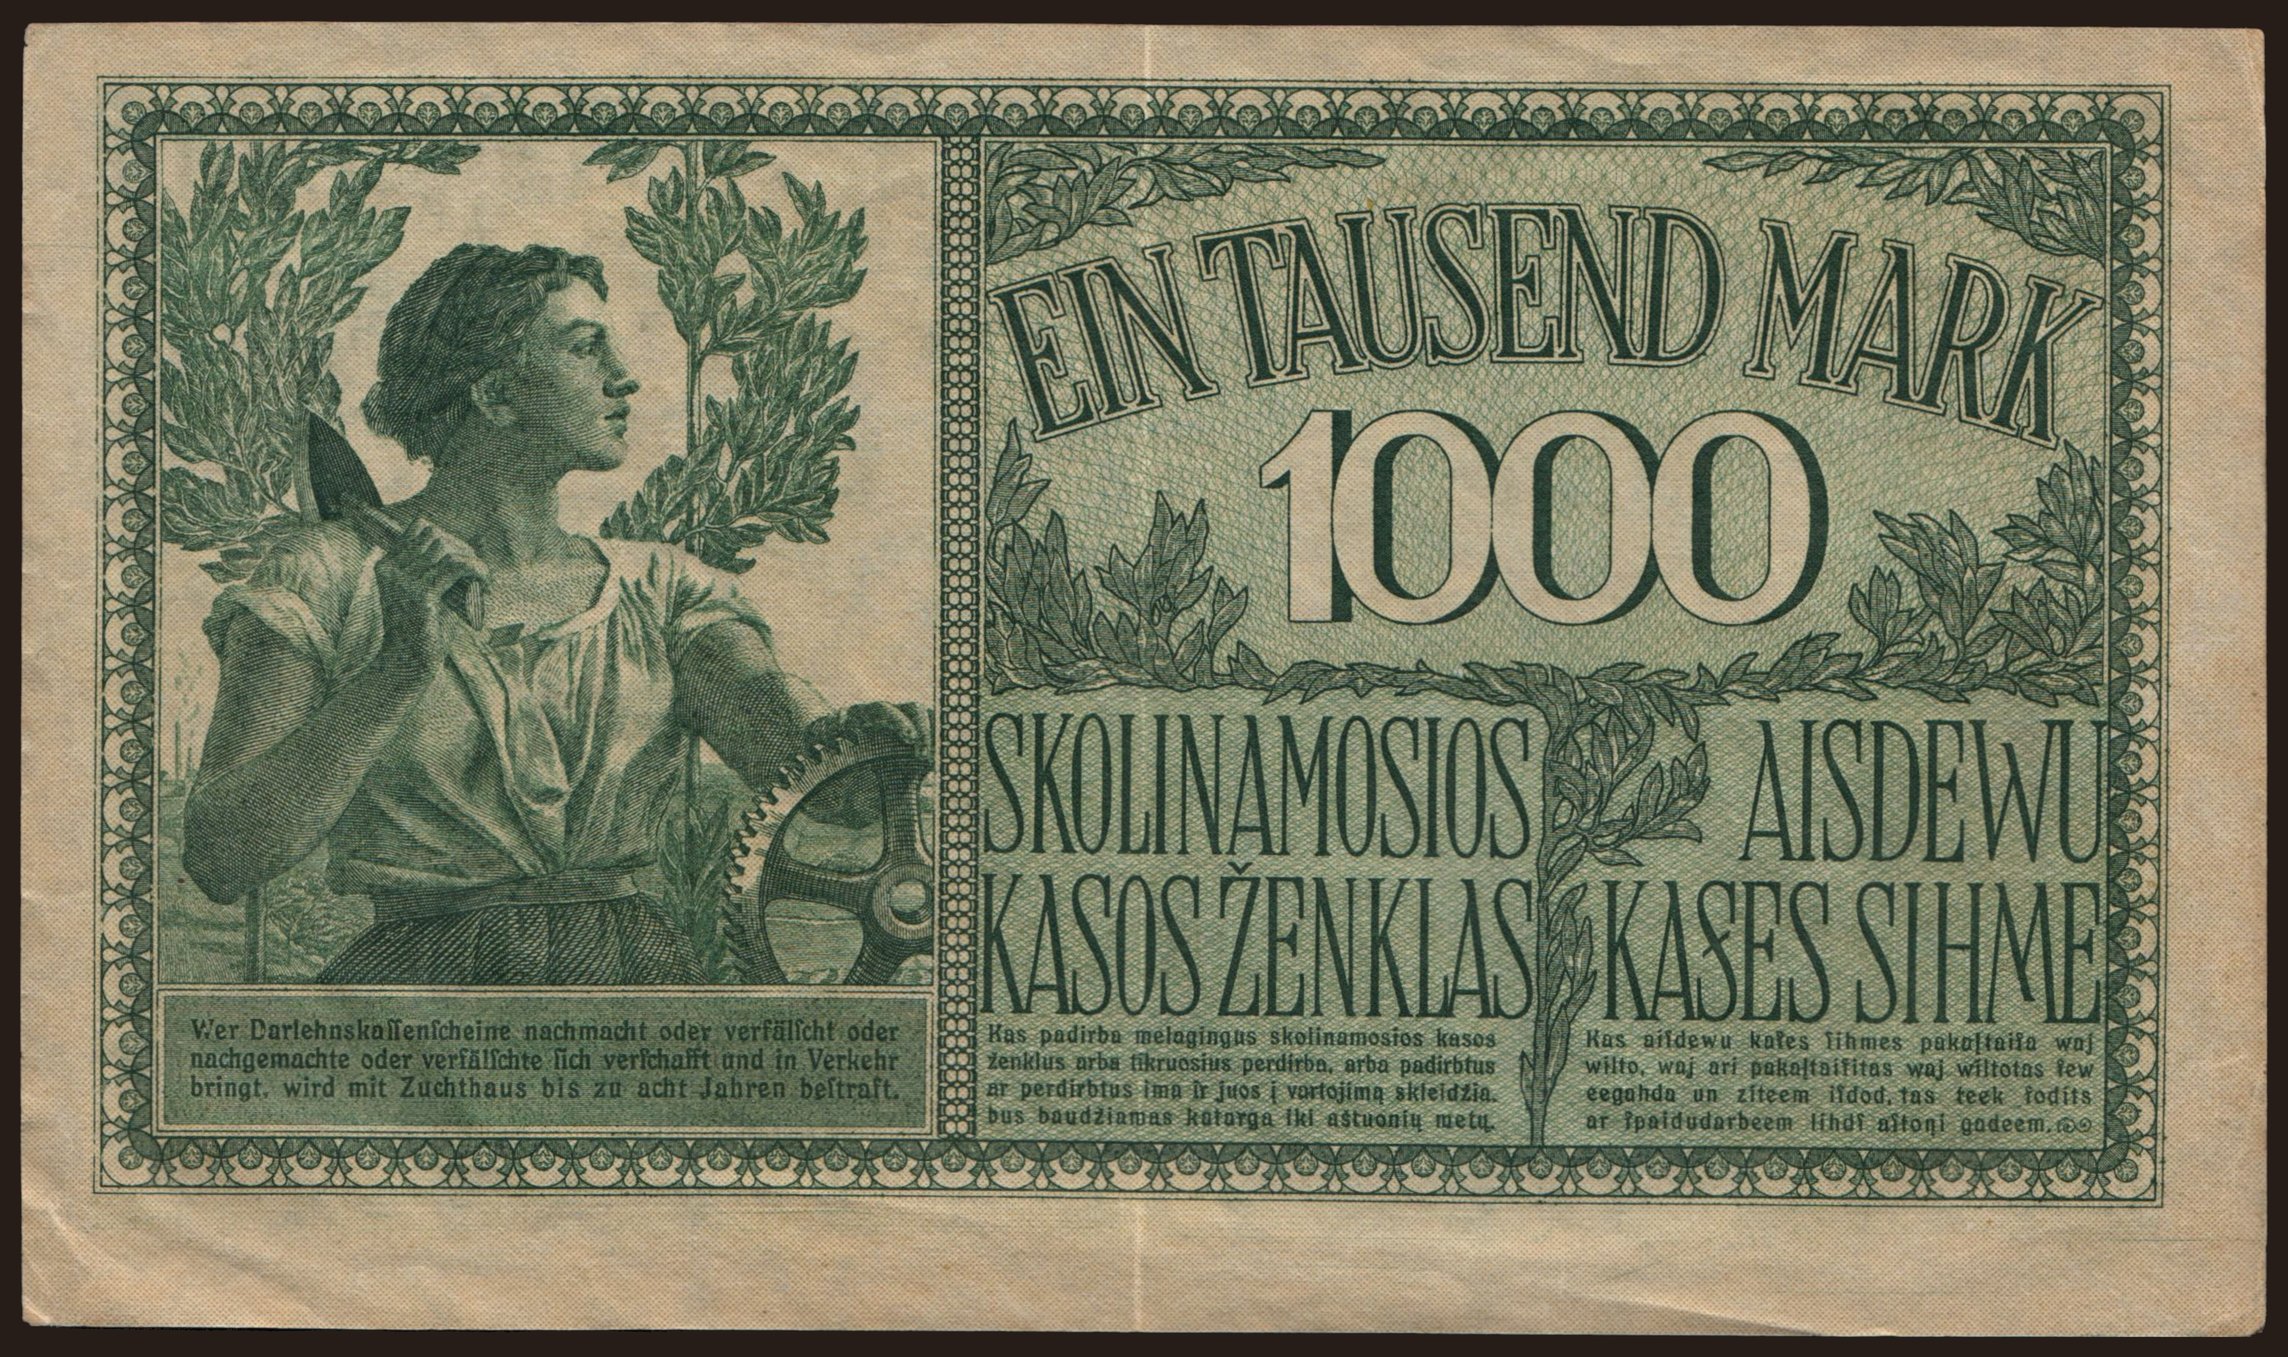 EIN TAUSEND MARK
1000
SKOLINAMOSIOS
KASOS ŽENKLAS
AISDEWU
KASES SIHME
Wer Darlehnskaſſenſcheine nachmacht oder verfälſcht oder
nachgemachte oder verfälſchte ſich verſchafft und in Verkehr
bringt, wird mit Zuchthaus bis zu acht Jahren beſtraft.
Kas padirba melagingus skolinamosios kasos
ženklus arba tikruosius perdirba, arba padirbtus
ar perdirbtus ima ir juos į vartojimą skleidžia,
bus baudžiamas katarga iki aštuonių metų.
Kas aiſdewu kaſes ſihmes pakaļtaiſa waj
wilto, waj ari pakaļtaiſitas waj wiltotas ſew
eegahda un ziteem iſdod, tas teek ſodits
ar ſpaidudarbeem lihdſ aſtoņi gadeem.